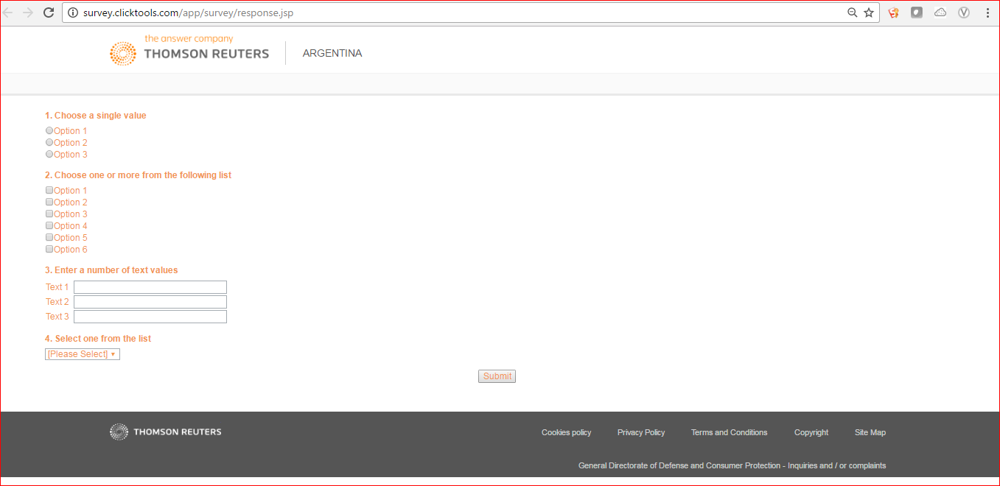 survey.clicktools.com/app/survey/response.jsp
the answer company
THOMSON REUTERS
ARGENTINA
1. Choose a single value
Option 1
Option 2
Option 3
2. Choose one or more from the following list
Option 1
Option 2
Option 3
Option 4
Option 5
Option 6
3. Enter a number of text values
Text 1
Text 2
Text 3
4. Select one from the list
[Please Select]
Submit
THOMSON REUTERS
Cookies policy Privacy Policy Terms and Conditions Copyright Site Map
General Directorate of Defense and Consumer Protection - Inquiries and / or complaints